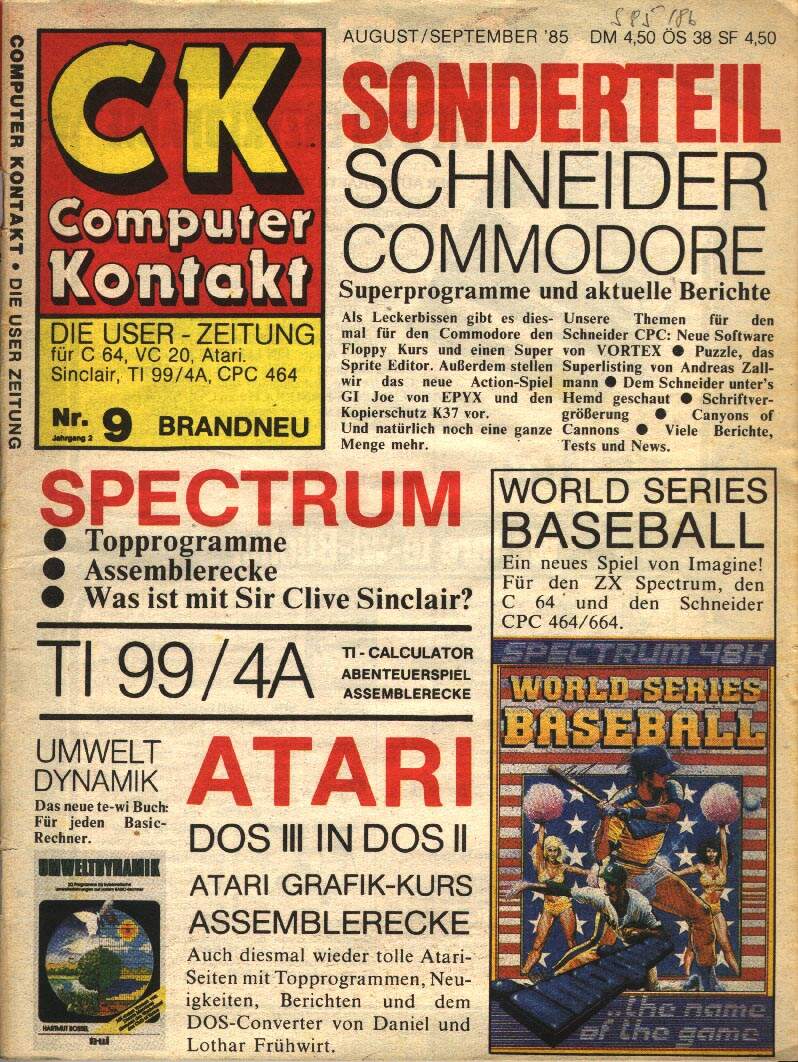 COMPUTER KONTAKT • DIE USER ZEITUNG
CK
Computer
Kontakt
DIE USER - ZEITUNG
für C 64, VC 20, Atari.
Sinclair, TI 99/4A, CPC 464
Nr. 9 BRANDNEU
Jahrgang 2
AUGUST/SEPTEMBER '85 DM 4,50 ÖS 38 SF 4,50
SONDERTEIL
SCHNEIDER
COMMODORE
Superprogramme und aktuelle Berichte
Als Leckerbissen gibt es dies-
mal für den Commodore den
Floppy Kurs und einen Super
Sprite Editor. Außerdem stellen
wir das neue Action-Spiel
GI Joe von EPYX und den
Kopierschutz K37 vor.
Und natürlich noch eine ganze
Menge mehr.
Unsere Themen für den
Schneider CPC: Neue Software
von VORTEX ● Puzzle, das
Superlisting von Andreas Zall-
mann ● Dem Schneider unter's
Hemd geschaut ● Schriftver-
größerung ● Canyons of
Cannons ● Viele Berichte,
Tests und News.
SPECTRUM
● Topprogramme
● Assemblerecke
● Was ist mit Sir Clive Sinclair?
TI 99/4A
TI - CALCULATOR
ABENTEUERSPIEL
ASSEMBLERECKE
UMWELT
DYNAMIK
Das neue te-wi Buch:
Für jeden Basic-
Rechner.
UMWELTDYNAMIK
HARTMUT BOSSEL
te-wi
ATARI
DOS III IN DOS II
ATARI GRAFIK-KURS
ASSEMBLERECKE
Auch diesmal wieder tolle Atari-
Seiten mit Topprogrammen, Neu-
igkeiten, Berichten und dem
DOS-Converter von Daniel und
Lothar Frühwirt.
WORLD SERIES
BASEBALL
Ein neues Spiel von Imagine!
Für den ZX Spectrum, den
C 64 und den Schneider
CPC 464/664.
SPECTRUM 48K
WORLD SERIES
BASEBALL
...the name
of the game